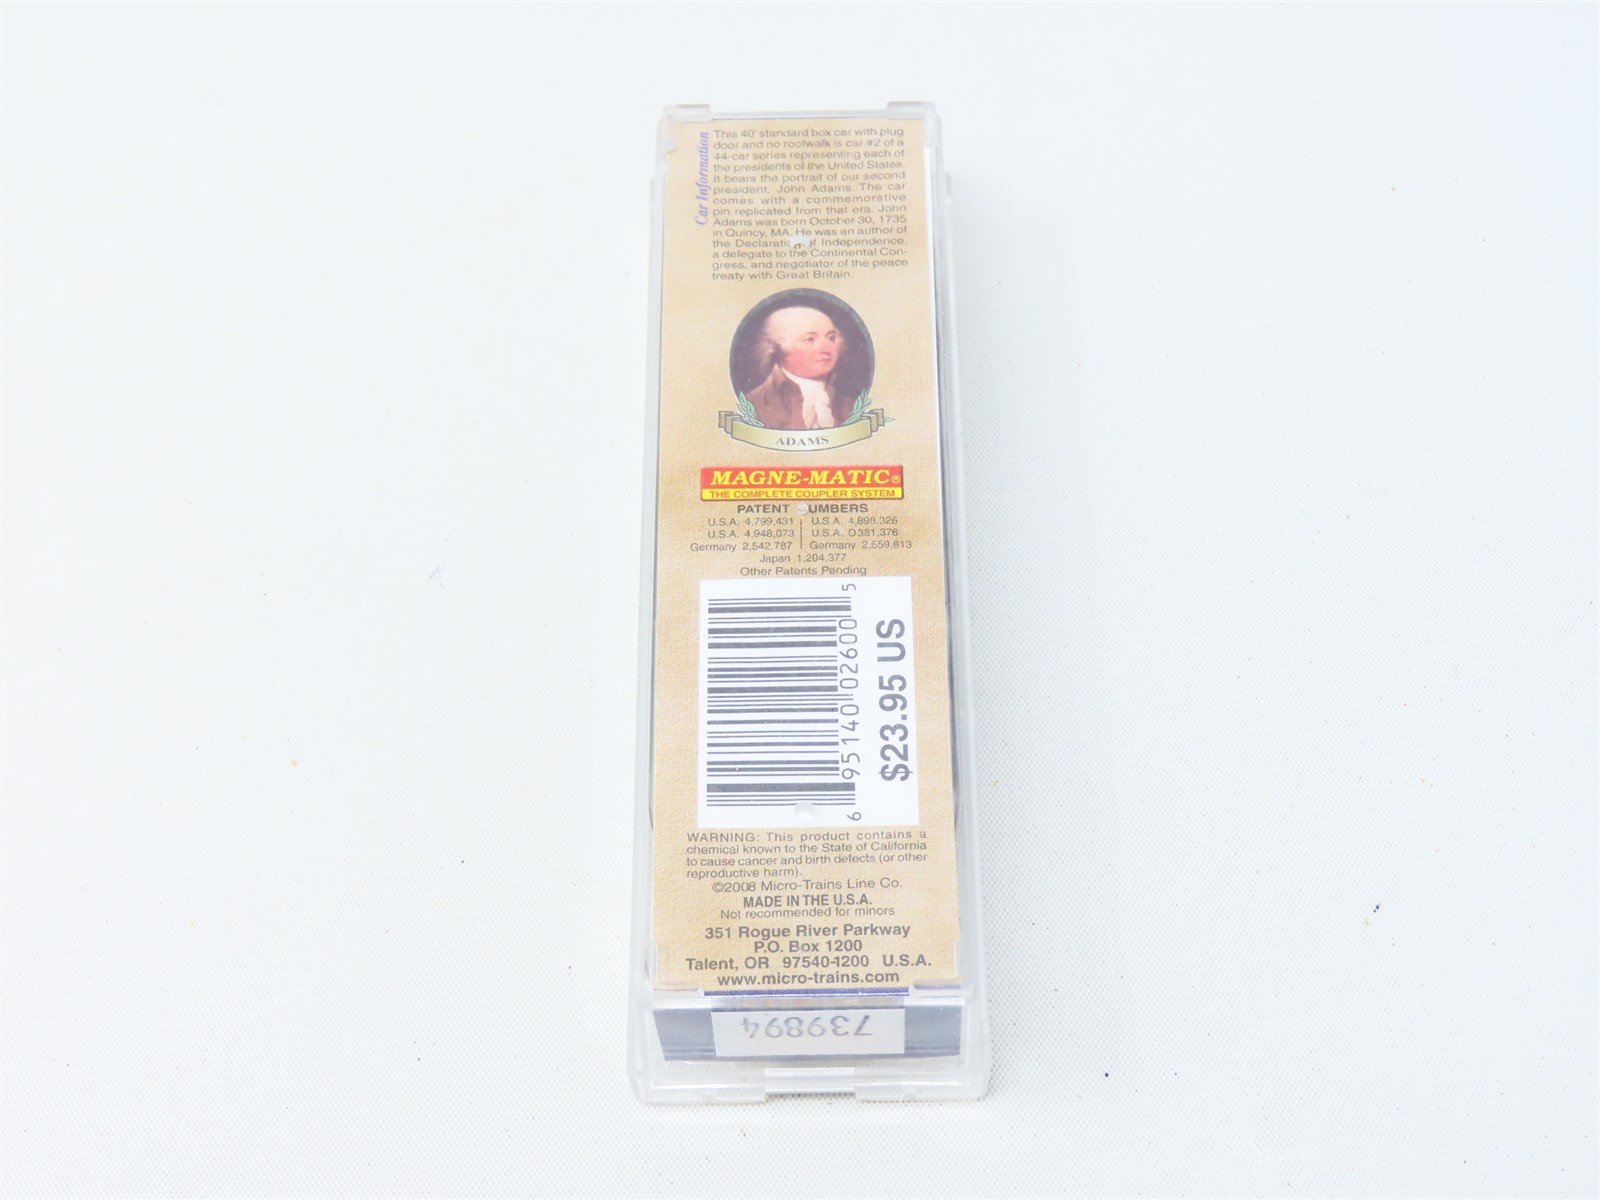 Car Information
This 40' standard box car with plug
door and no roofwalk is car #2 of a
44-car series representing each of
the presidents of the United States.
It bears the portrait of our second
president, John Adams. The car
comes with a commemorative
pin replicated from that era. John
Adams was born October 30, 1735
in Quincy, MA. He was an author of
the Declaration of Independence,
a delegate to the Continental Con-
gress, and negotiator of the peace
treaty with Great Britain.
ADAMS
MAGNE-MATIC®
THE COMPLETE COUPLER SYSTEM
PATENT NUMBERS
U.S.A. 4,799,431 U.S.A. 4,898,326
U.S.A. 4,948,073 U.S.A. D381,376
Germany 2,542,787 Germany 2,559,813
Japan 1,204,377
Other Patents Pending
6 95140 02600 5
$23.95 US
WARNING: This product contains a
chemical known to the State of California
to cause cancer and birth defects (or other
reproductive harm).
©2008 Micro-Trains Line Co.
MADE IN THE U.S.A.
Not recommended for minors
351 Rogue River Parkway
P.O. Box 1200
Talent, OR 97540-1200 U.S.A.
www.micro-trains.com
739894